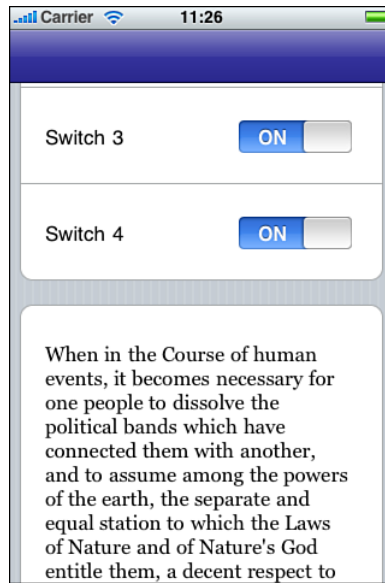 Carrier 11:26
Switch 3 ON
Switch 4 ON
When in the Course of human
events, it becomes necessary for
one people to dissolve the
political bands which have
connected them with another,
and to assume among the powers
of the earth, the separate and
equal station to which the Laws
of Nature and of Nature's God
entitle them, a decent respect to